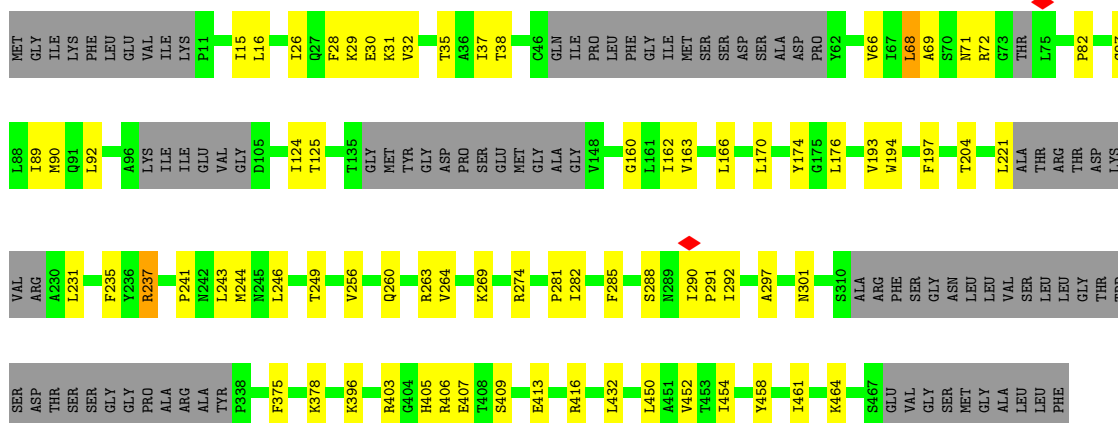 MET GLY ILE LYS PHE LEU GLU VAL ILE LYS P11 I15 L16 I26 Q27 F28 K29 E30 K31 V32 T35 A36 I37 T38 C46 GLN ILE PRO LEU PHE GLY ILE MET SER SER ASP SER ALA ASP PRO Y62 V66 I67 L68 A69 S70 N71 R72 G73 THR L75 P82
L88 I89 M90 Q91 L92 A96 LYS ILE ILE GLU VAL GLY D105 I124 T125 T135 GLY MET TYR GLY ASP PRO SER GLU MET GLY ALA GLY V148 G160 L161 I162 V163 L166 L170 Y174 G175 L176 V193 W194 F197 T204 L221 ALA THR ARG THR ASP LYS
VAL ARG A230 L231 F235 Y236 R237 P241 N242 L243 M244 N245 L246 T249 V256 Q260 R263 V264 K269 R274 P281 I282 F285 S288 N289 I290 P291 I292 A297 N301 S310 ALA ARG PHE SER GLY ASN LEU LEU VAL SER LEU LEU GLY THR
SER ASP THR SER SER GLY GLY PRO ALA ARG ALA TYR P338 F375 K378 K396 R403 G404 H405 R406 E407 T408 S409 E413 R416 L432 L450 A451 V452 T453 I454 Y458 I461 K464 S467 GLU VAL GLY SER MET GLY ALA LEU LEU PHE